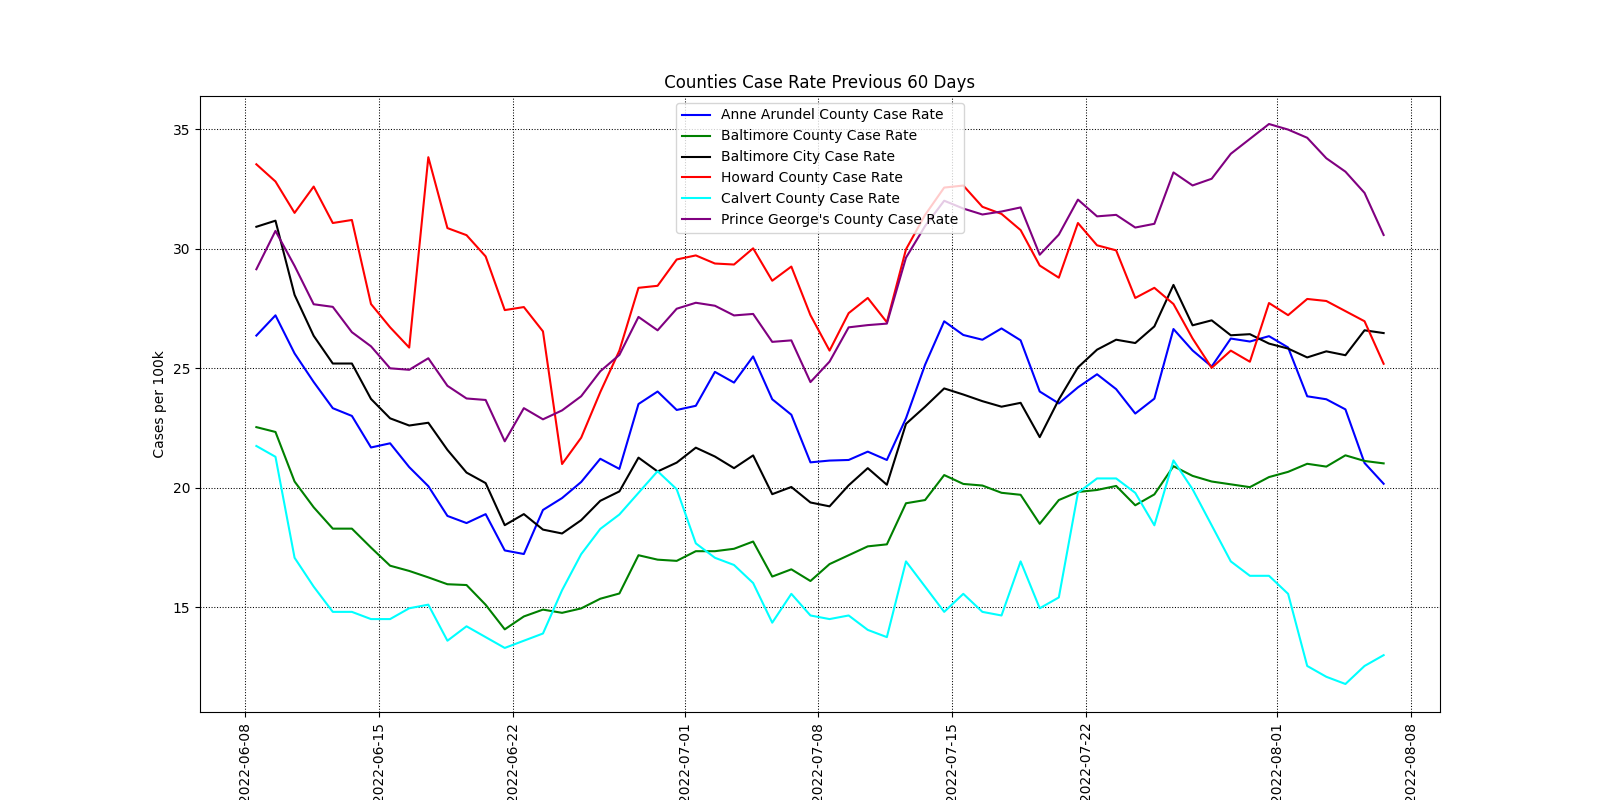 Counties Case Rate Previous 60 Days
Anne Arundel County Case Rate
Baltimore County Case Rate
Baltimore City Case Rate
Howard County Case Rate
Calvert County Case Rate
Prince George's County Case Rate
Cases per 100k
35
30
25
20
15
2022-06-08
2022-06-15
2022-06-22
2022-07-01
2022-07-08
2022-07-15
2022-07-22
2022-08-01
2022-08-08